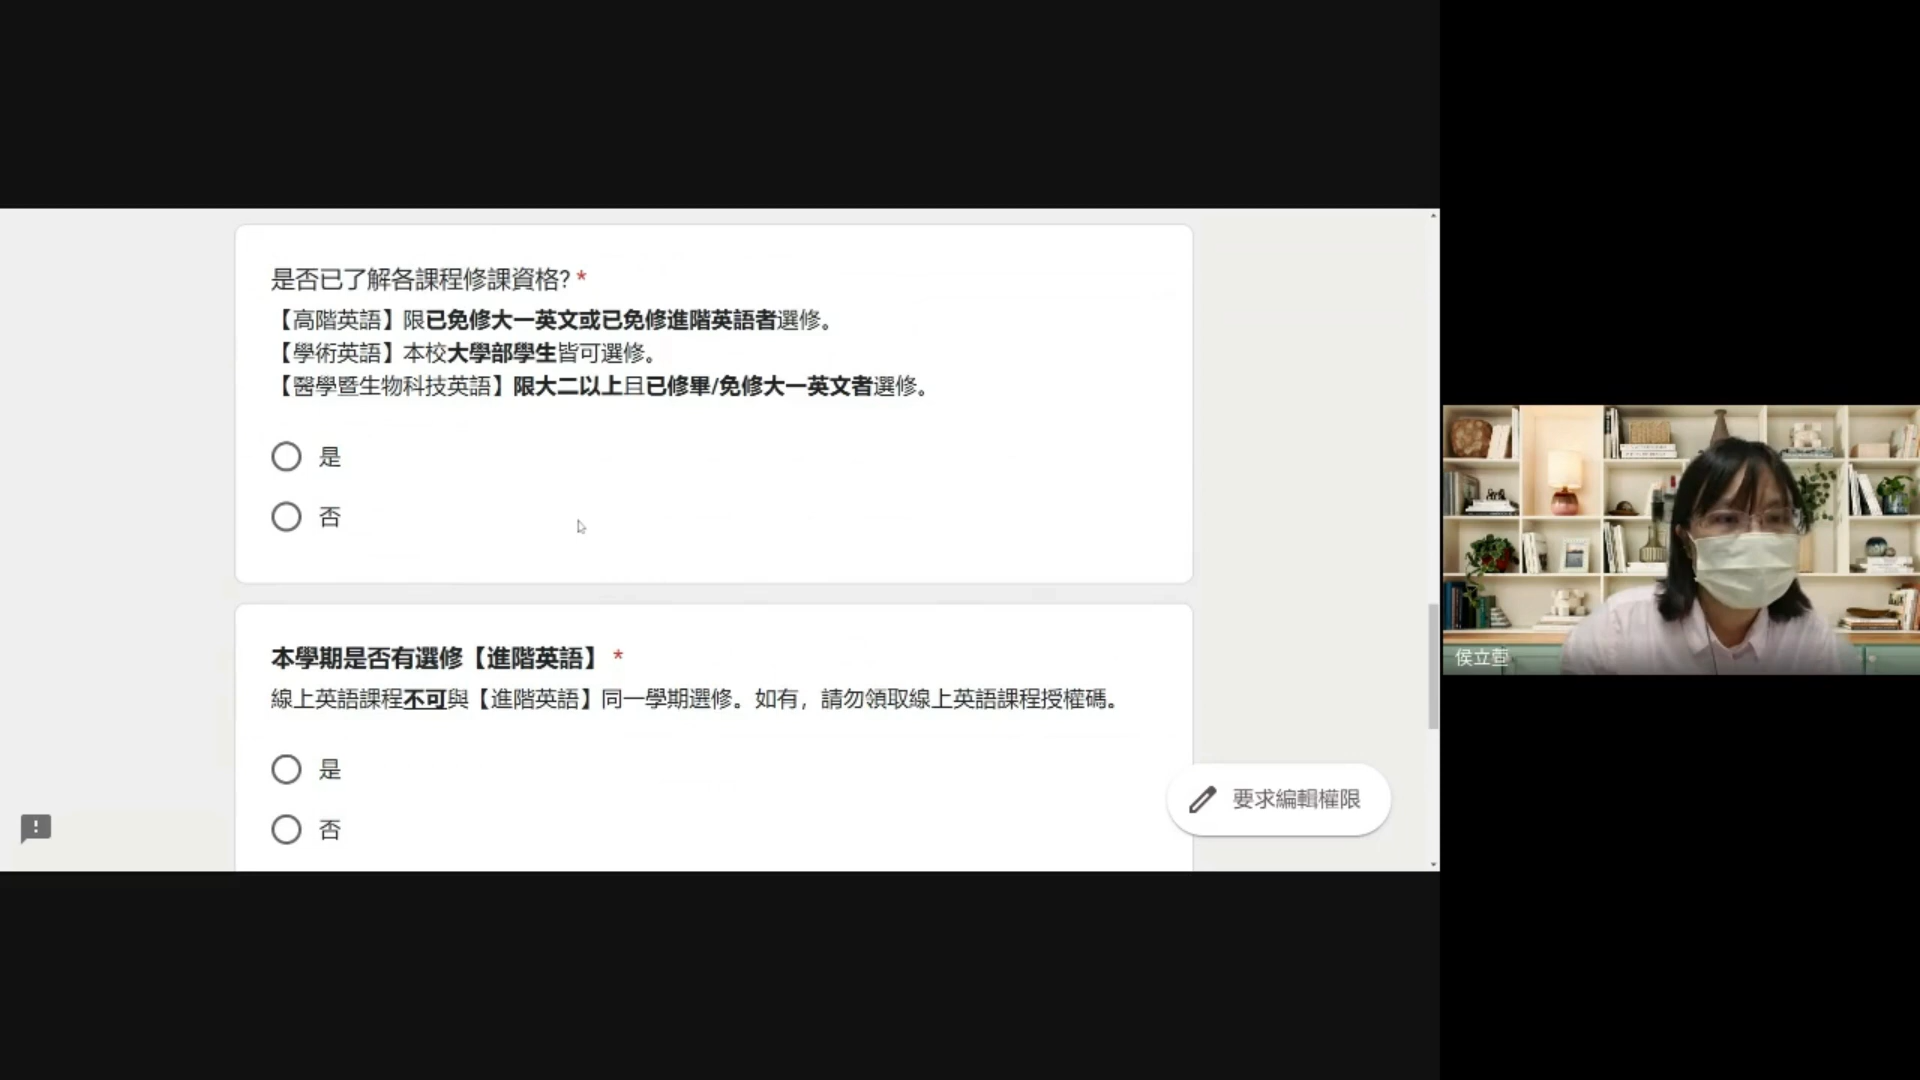 是否已了解各課程修課資格? *
【高階英語】限已免修大一英文或已免修進階英語者選修。
【學術英語】本校大學部學生皆可選修。
【醫學暨生物科技英語】限大二以上且已修畢/免修大一英文者選修。
是
否
本學期是否有選修【進階英語】 *
線上英語課程不可與【進階英語】同一學期選修。如有，請勿領取線上英語課程授權碼。
是
否
要求編輯權限
侯立萱